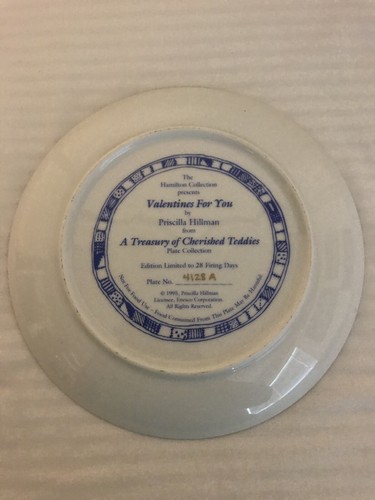 The
Hamilton Collection
presents
Valentines For You
by
Priscilla Hillman
from
A Treasury of Cherished Teddies
Plate Collection
Edition Limited to 28 Firing Days
Plate No. 4128 A
Priscilla Hillman
Licensee, Enesco Corporation
All Rights Reserved
Not For Food Use - Food Consumed From This Plate May Be Harmful.